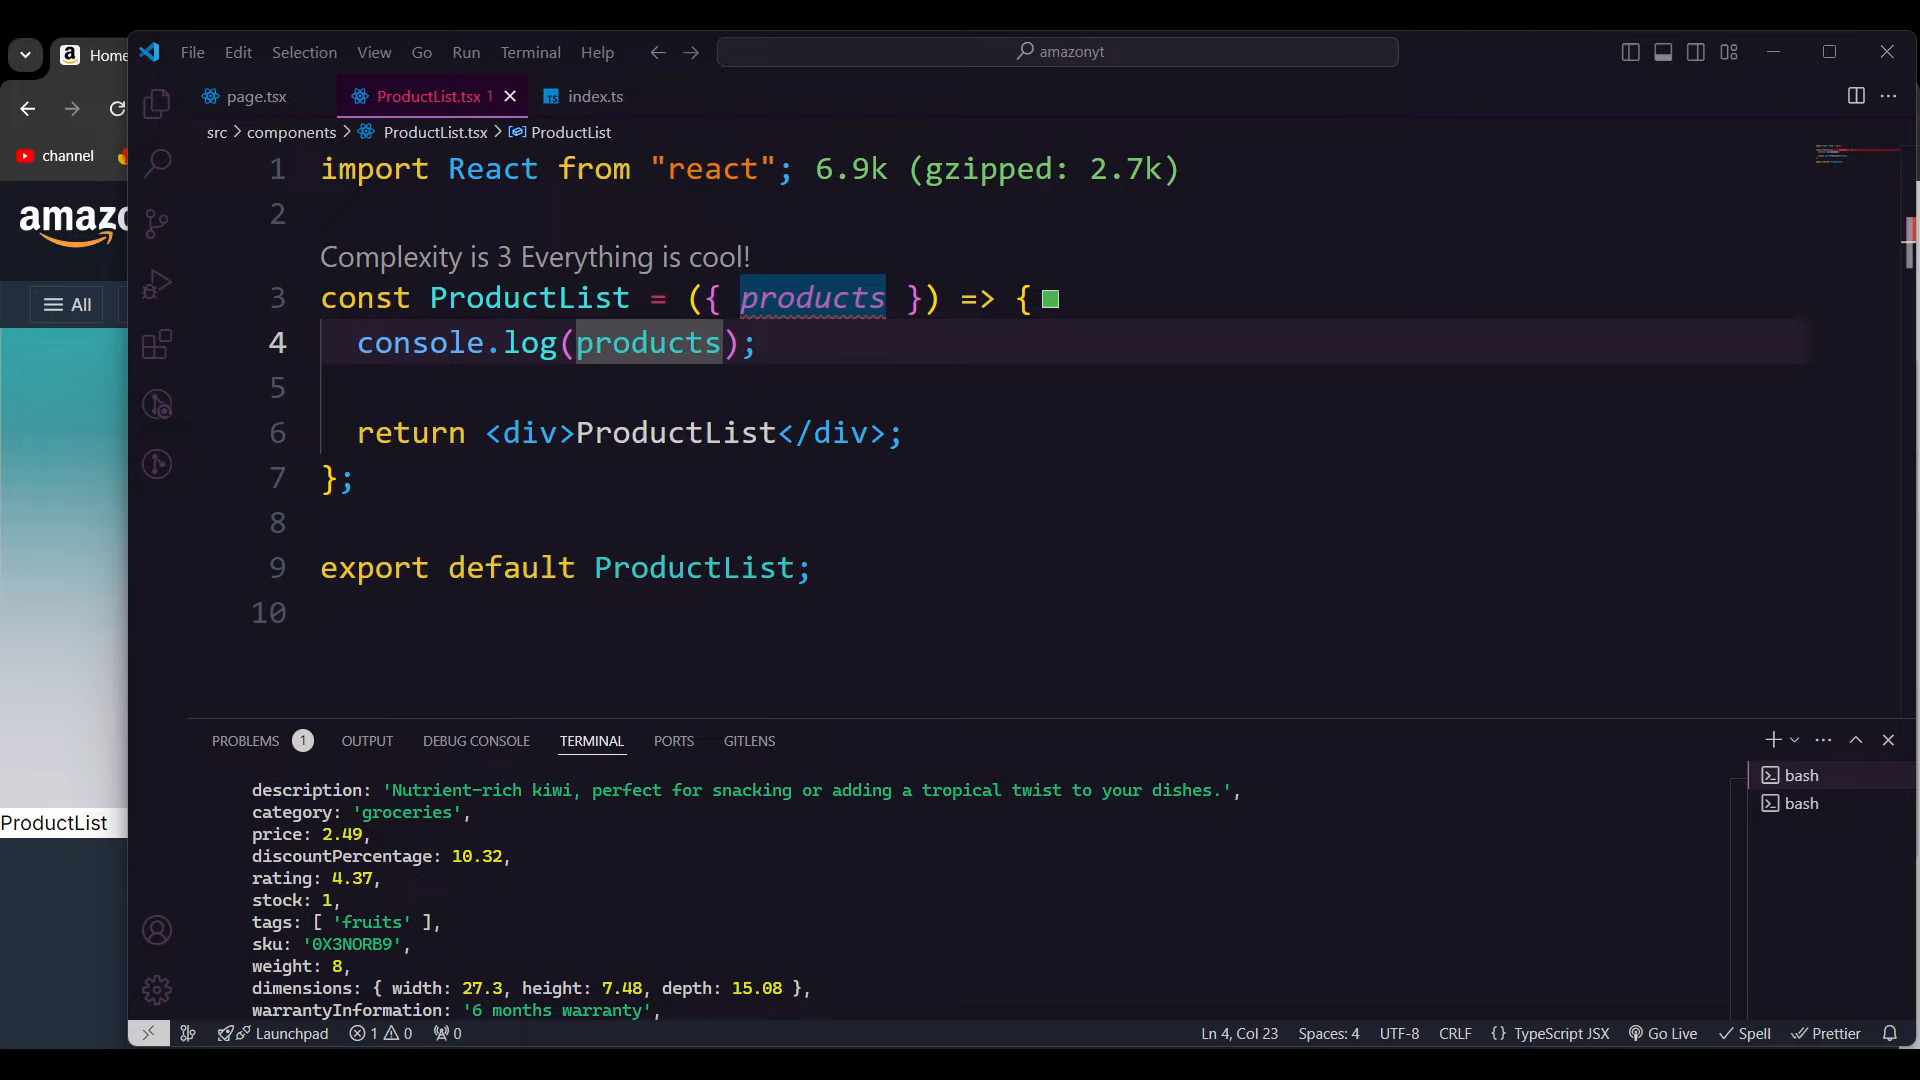 Home
channel
amazo
All
ProductList
File Edit Selection View Go Run Terminal Help
amazonyt
page.tsx
ProductList.tsx 1
index.ts
src > components > ProductList.tsx > ProductList
1 import React from "react"; 6.9k (gzipped: 2.7k)
2
Complexity is 3 Everything is cool!
3 const ProductList = ({ products }) => {
4 console.log(products);
5
6 return <div>ProductList</div>;
7 };
8
9 export default ProductList;
10
PROBLEMS 1 OUTPUT DEBUG CONSOLE TERMINAL PORTS GITLENS
bash
bash
description: 'Nutrient-rich kiwi, perfect for snacking or adding a tropical twist to your dishes.',
category: 'groceries',
price: 2.49,
discountPercentage: 10.32,
rating: 4.37,
stock: 1,
tags: [ 'fruits' ],
sku: '0X3NORB9',
weight: 8,
dimensions: { width: 27.3, height: 7.48, depth: 15.08 },
warrantyInformation: '6 months warranty',
Launchpad 1 0 0 Ln 4, Col 23 Spaces: 4 UTF-8 CRLF {} TypeScript JSX Go Live Spell Prettier